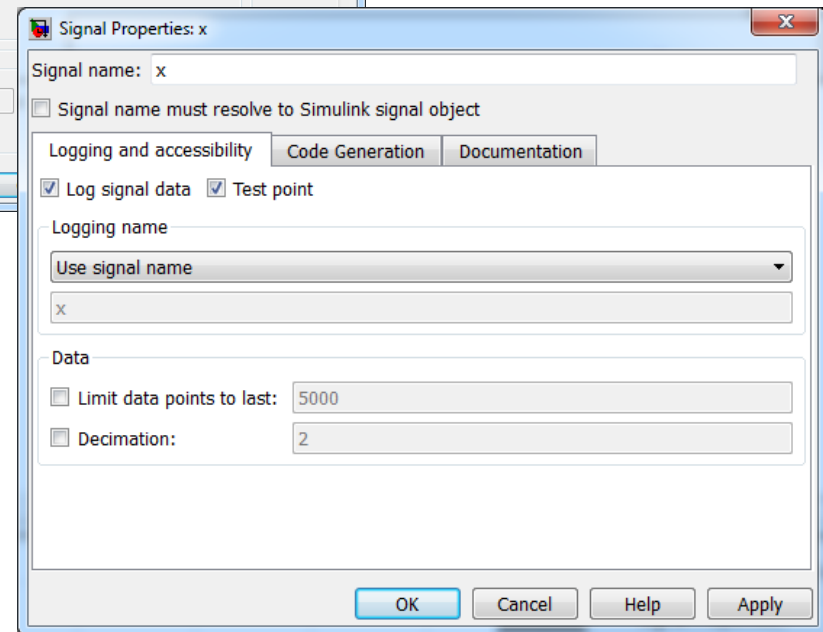 Signal Properties: x
Signal name: x
Signal name must resolve to Simulink signal object
Logging and accessibility Code Generation Documentation
Log signal data Test point
Logging name
Use signal name
x
Data
Limit data points to last: 5000
Decimation: 2
OK Cancel Help Apply